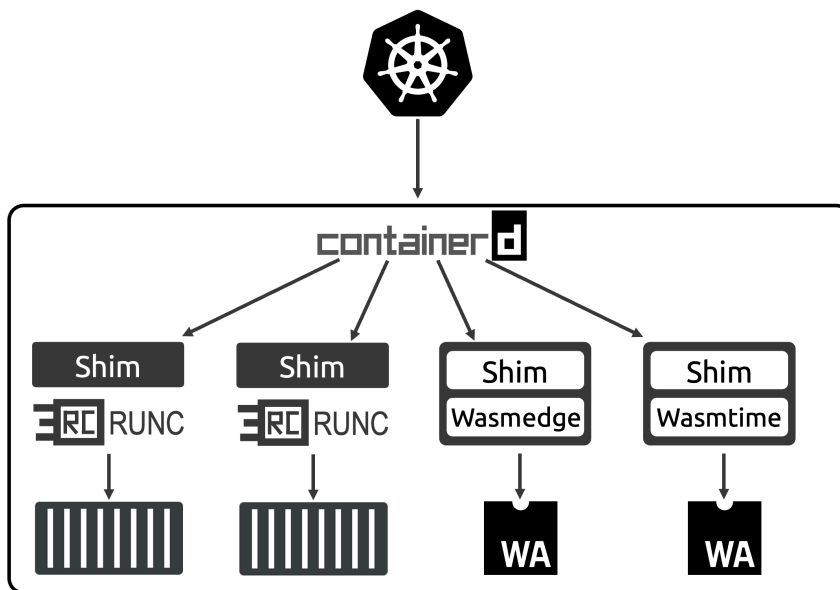 containerd
Shim
Shim
Shim
Shim
RC RUNC
RC RUNC
Wasmedge
Wasmtime
WA
WA